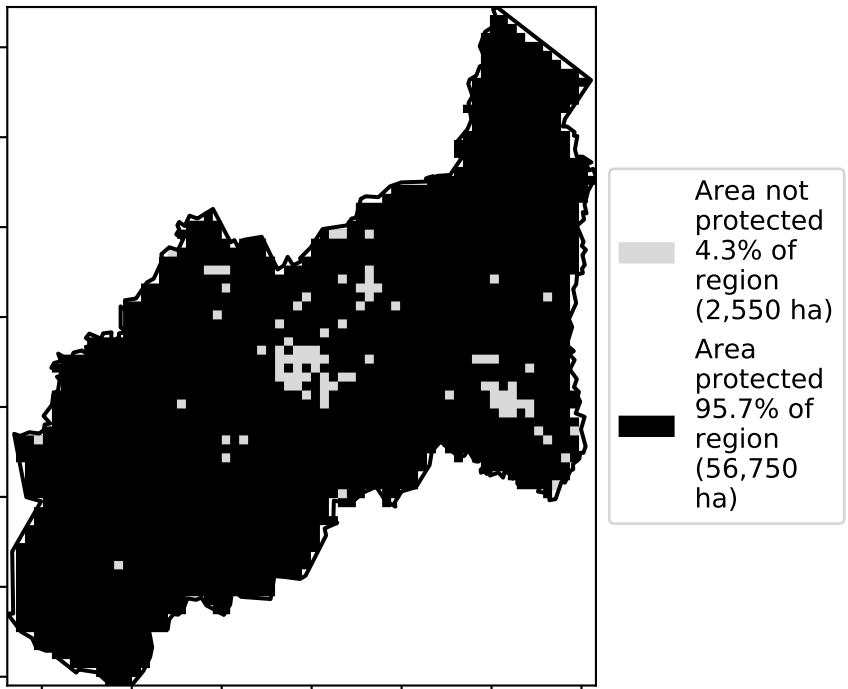 Area not
protected
4.3% of
region
(2,550 ha)
Area
protected
95.7% of
region
(56,750
ha)